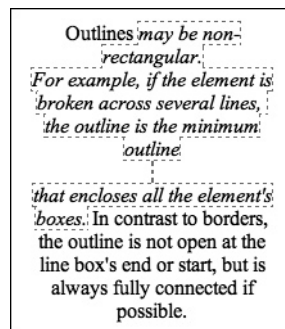 Outlines may be non-
rectangular.
For example, if the element is
broken across several lines,
the outline is the minimum
outline
that encloses all the element's
boxes. In contrast to borders,
the outline is not open at the
line box's end or start, but is
always fully connected if
possible.